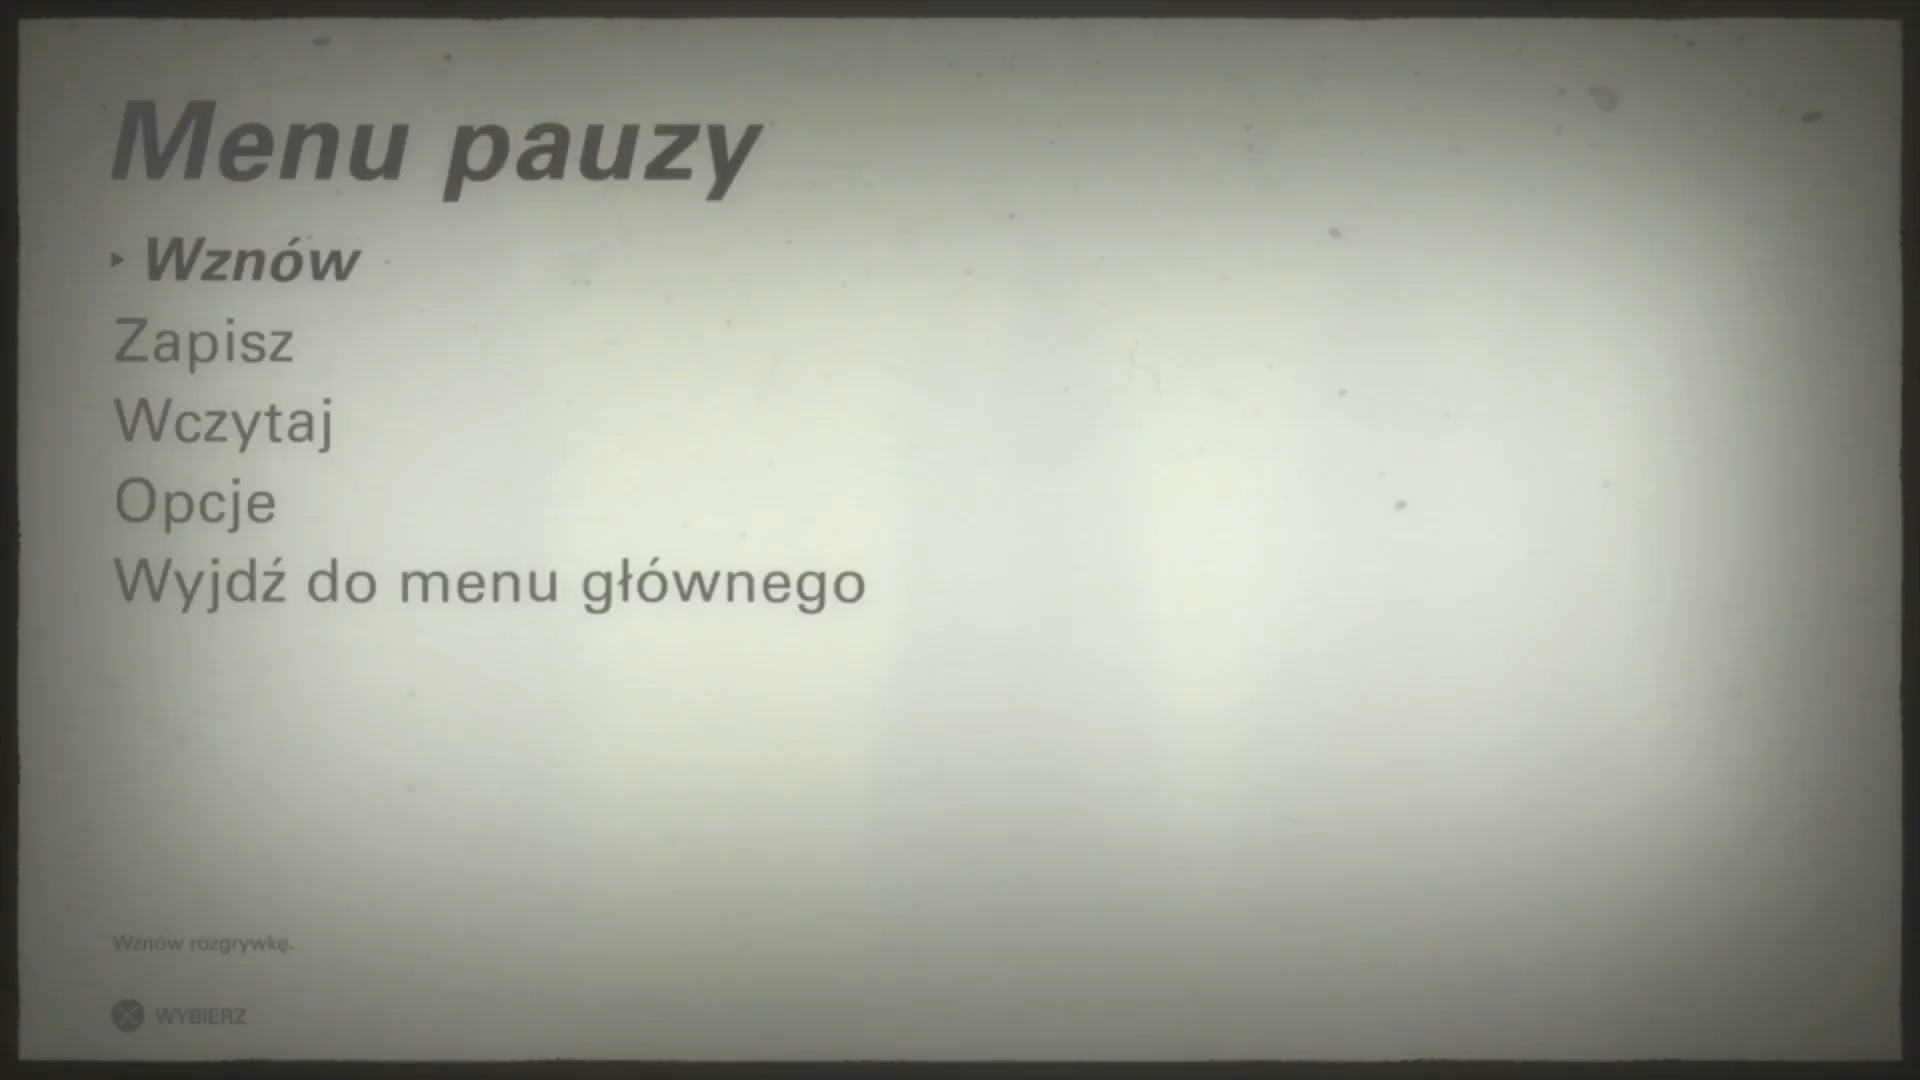 Menu pauzy
Wznów
Zapisz
Wczytaj
Opcje
Wyjdź do menu głównego
Wznów rozgrywkę.
WYBIERZ